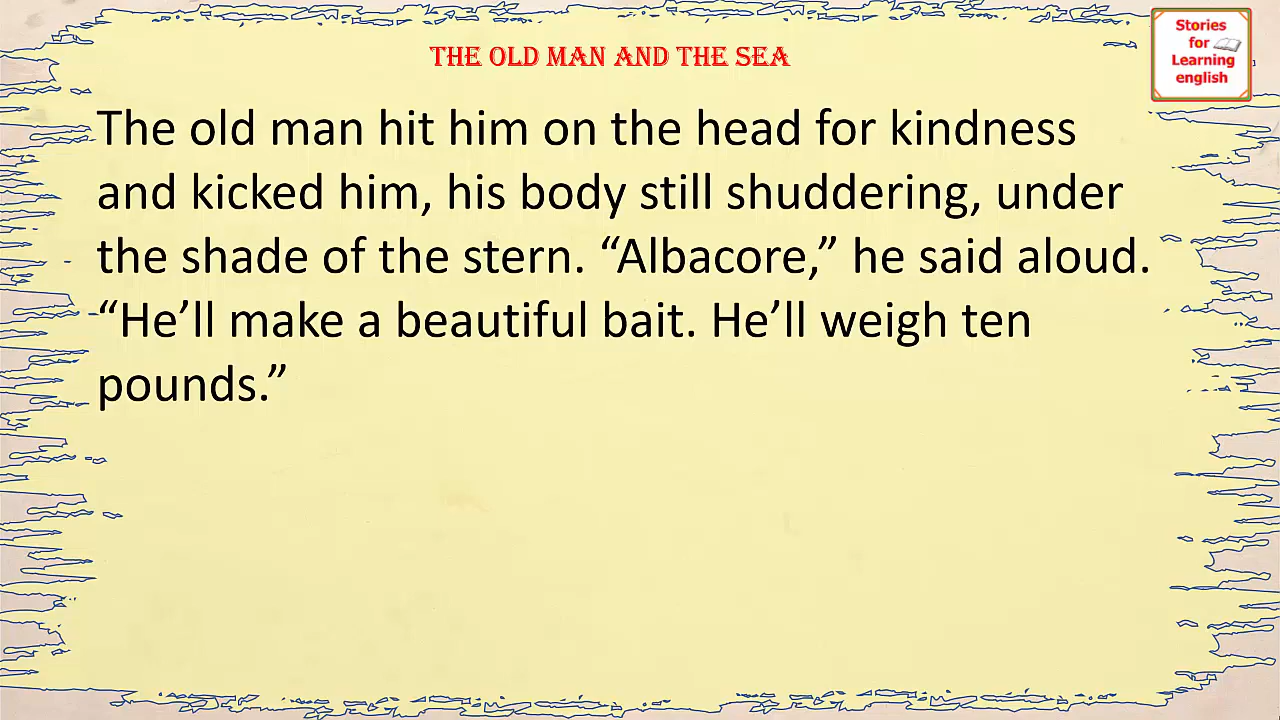 THE OLD MAN AND THE SEA
Stories
for
Learning
english
The old man hit him on the head for kindness
and kicked him, his body still shuddering, under
the shade of the stern. “Albacore,” he said aloud.
“He’ll make a beautiful bait. He’ll weigh ten
pounds.”